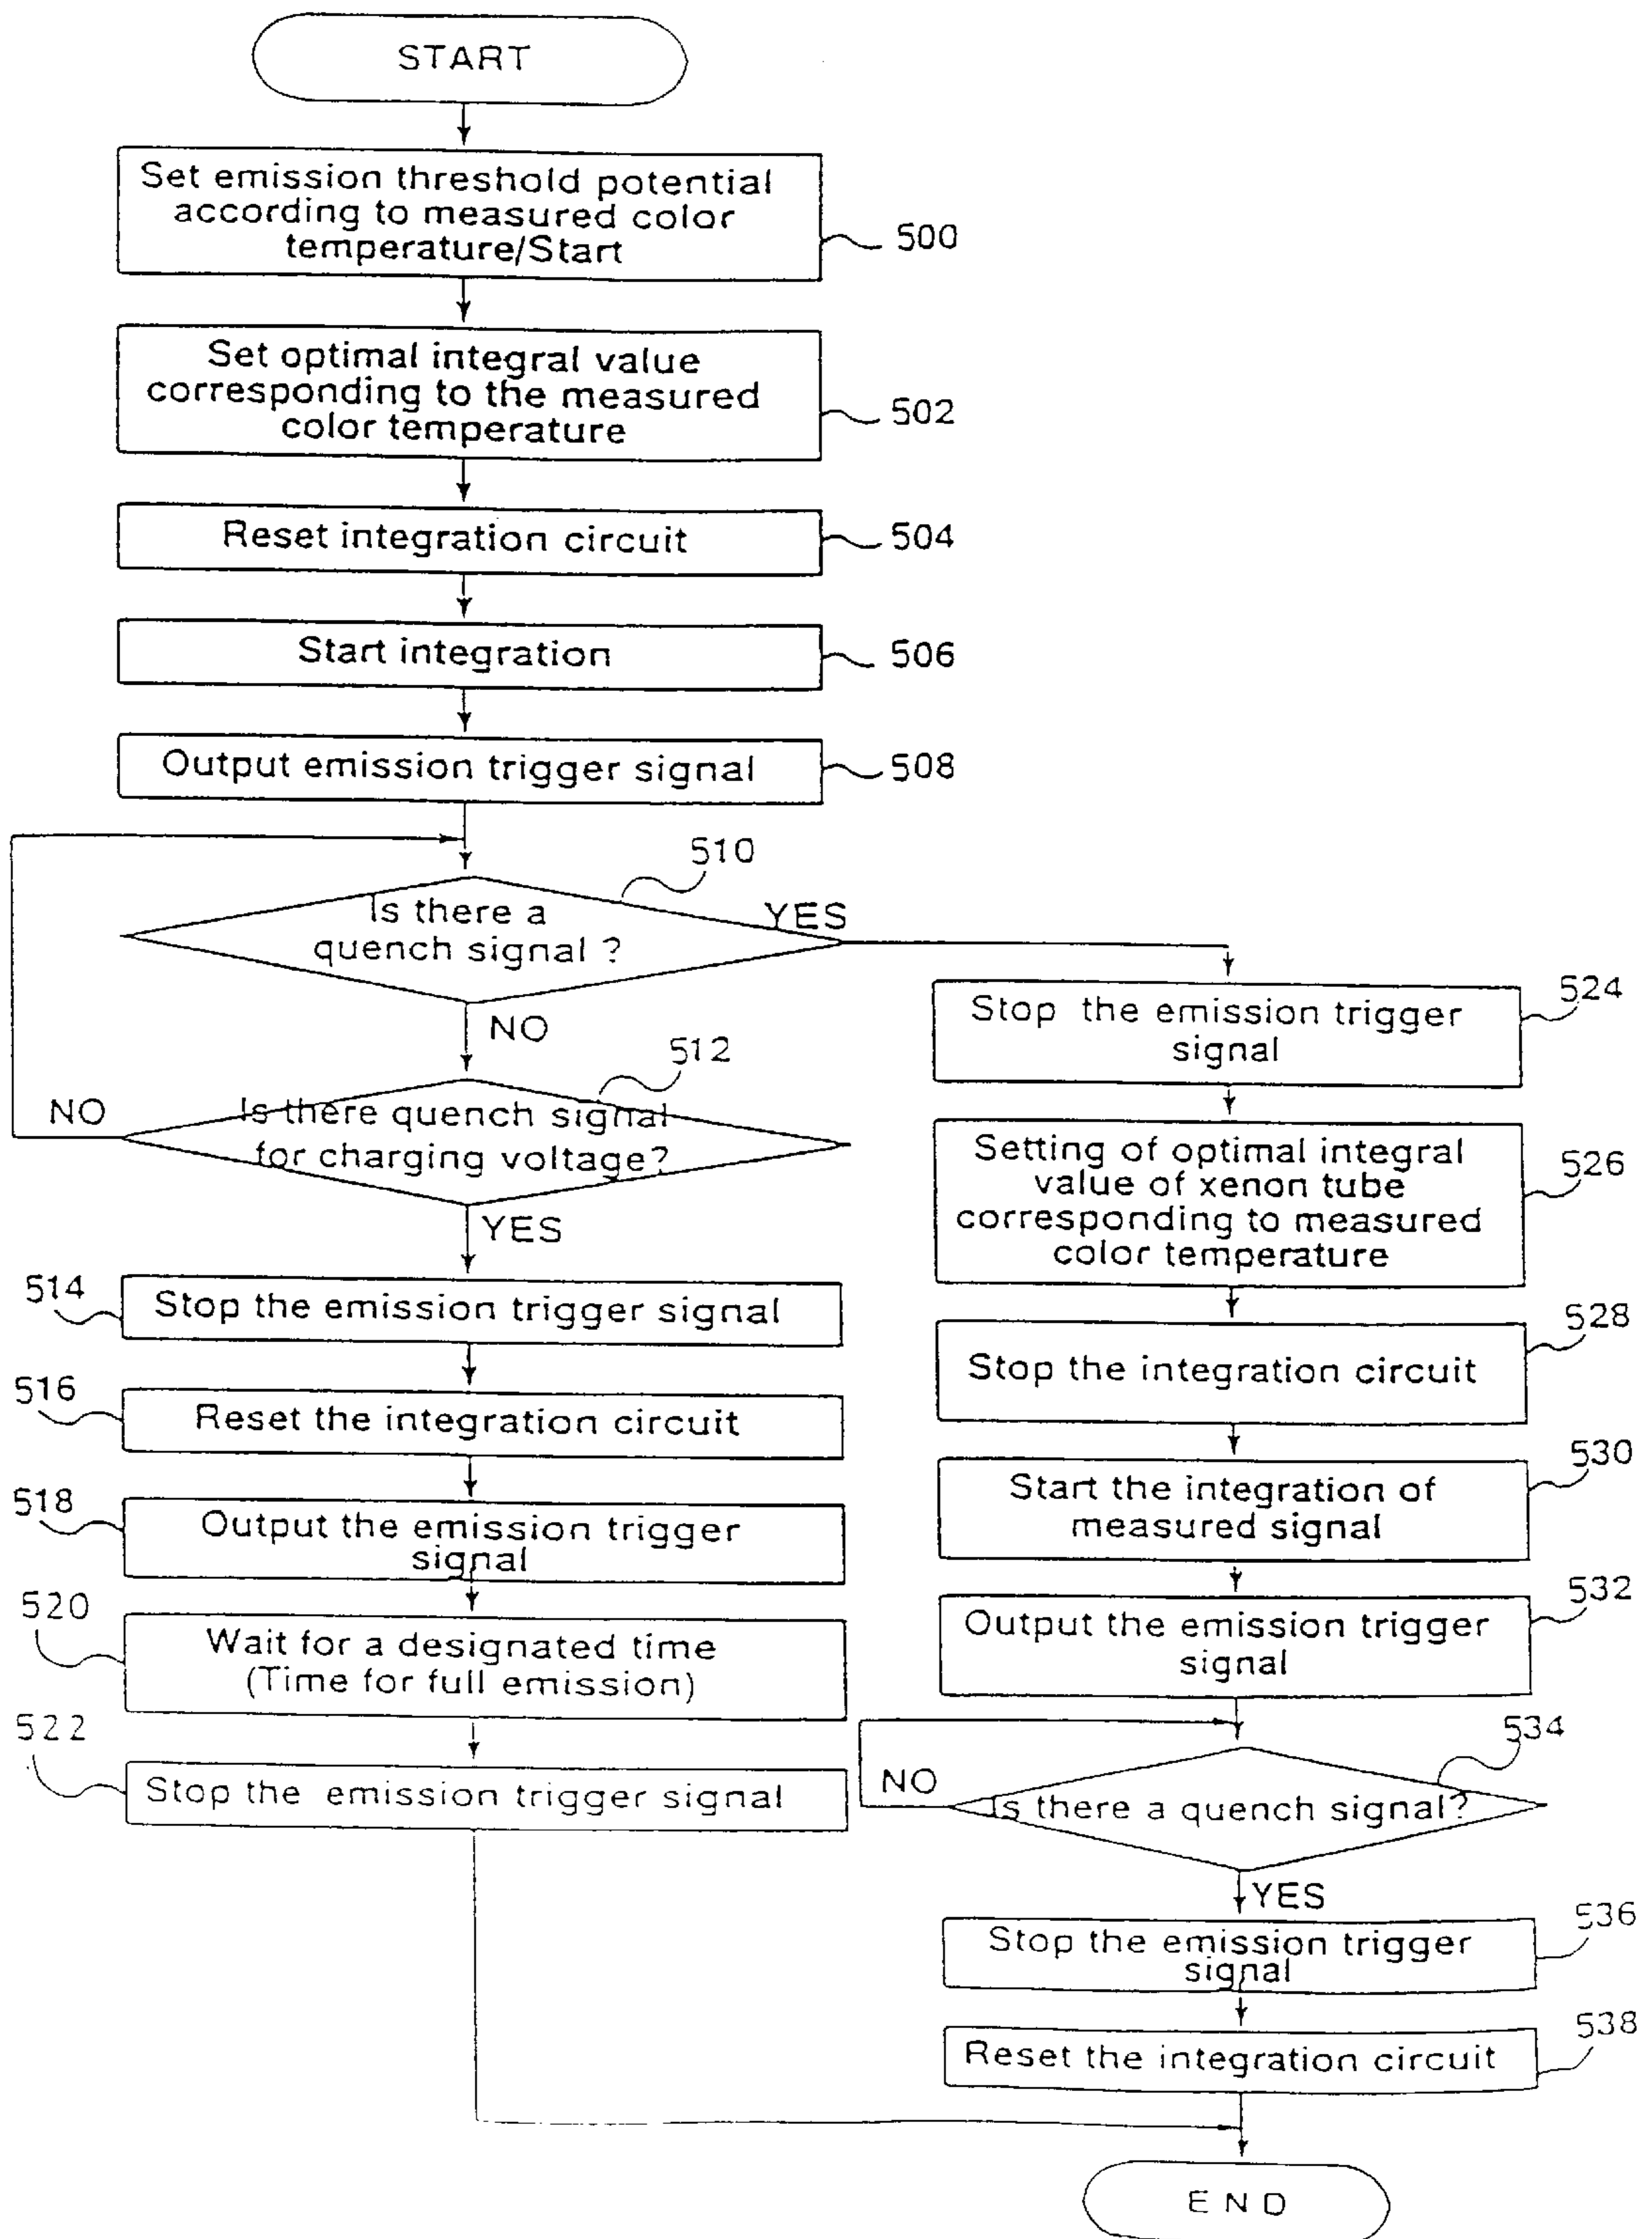 START
Set emission threshold potential
according to measured color
temperature/Start
500
Set optimal integral value
corresponding to the measured
color temperature
502
Reset integration circuit
504
Start integration
506
Output emission trigger signal
508
510
Is there a
quench signal ?
YES
NO
512
Is there quench signal
for charging voltage?
NO
YES
514
Stop the emission trigger signal
516
Reset the integration circuit
518
Output the emission trigger
signal
520
Wait for a designated time
(Time for full emission)
522
Stop the emission trigger signal
524
Stop the emission trigger
signal
526
Setting of optimal integral
value of xenon tube
corresponding to measured
color temperature
528
Stop the integration circuit
530
Start the integration of
measured signal
532
Output the emission trigger
signal
534
NO
Is there a quench signal?
YES
536
Stop the emission trigger
signal
538
Reset the integration circuit
END